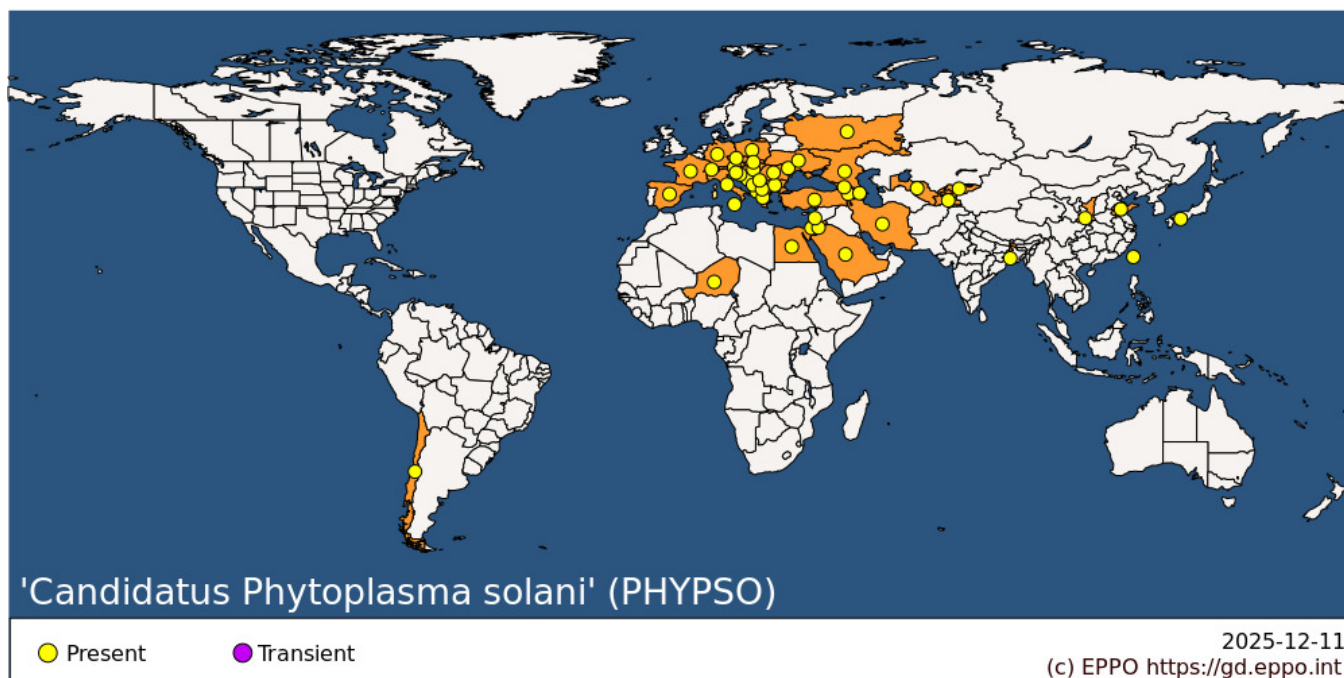 'Candidatus Phytoplasma solani' (PHYPSO)
Present
Transient
2025-12-11
(c) EPPO https://gd.eppo.int